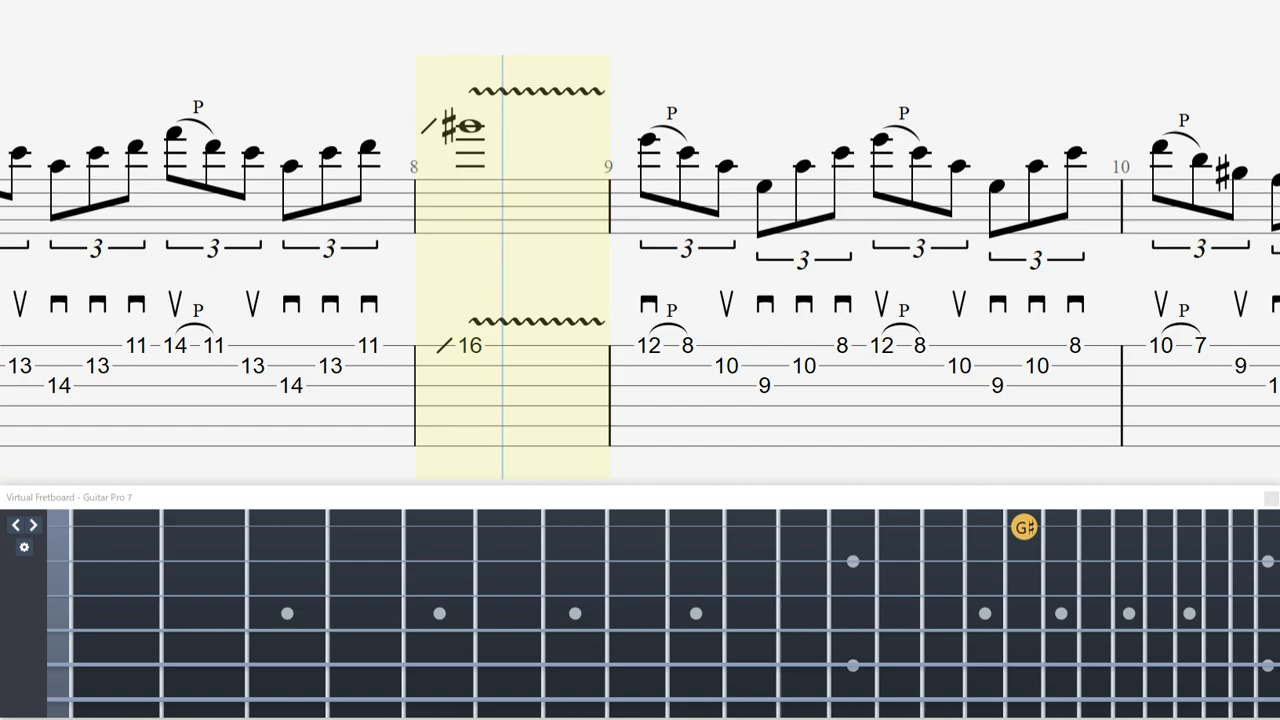 P P P P
8 9 10
3 3 3 3 3 3 3 3
P P P
11 14 11 11 16 12 8 8 12 8 8 10 7
13 13 13 13 10 10 10 10 9
14 14 9 9 1
Virtual Fretboard - Guitar Pro 7
G♯